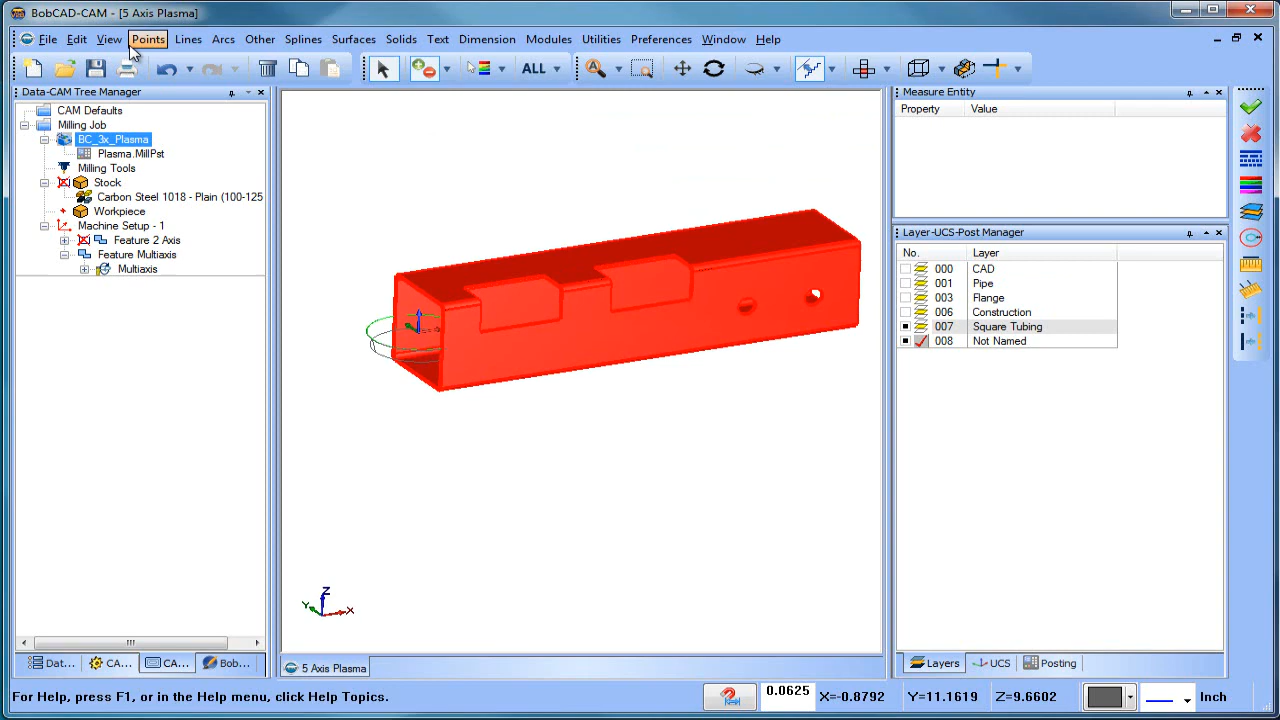 BobCAD-CAM - [5 Axis Plasma]
File Edit View Points Lines Arcs Other Splines Surfaces Solids Text Dimension Modules Utilities Preferences Window Help
ALL
Data-CAM Tree Manager
CAM Defaults
Milling Job
BC_3x_Plasma
Plasma.MillPst
Milling Tools
Stock
Carbon Steel 1018 - Plain (100-125
Workpiece
Machine Setup - 1
Feature 2 Axis
Feature Multiaxis
Multiaxis
Dat... CA... CA... Bob...
Z
Y
X
5 Axis Plasma
Measure Entity
Property Value
Layer-UCS-Post Manager
No. Layer
000 CAD
001 Pipe
003 Flange
006 Construction
007 Square Tubing
008 Not Named
Layers UCS Posting
For Help, press F1, or in the Help menu, click Help Topics. 0.0625 X=-0.8792 Y=11.1619 Z=9.6602 Inch